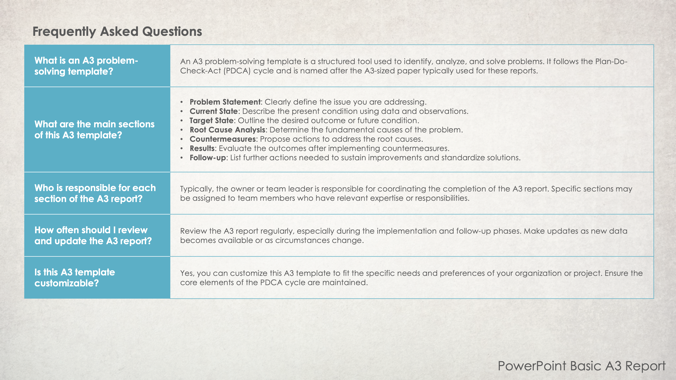 Frequently Asked Questions
What is an A3 problem-
solving template?
An A3 problem-solving template is a structured tool used to identify, analyze, and solve problems. It follows the Plan-Do-
Check-Act (PDCA) cycle and is named after the A3-sized paper typically used for these reports.
What are the main sections
of this A3 template?
• Problem Statement: Clearly define the issue you are addressing.
• Current State: Describe the present condition using data and observations.
• Target State: Outline the desired outcome or future condition.
• Root Cause Analysis: Determine the fundamental causes of the problem.
• Countermeasures: Propose actions to address the root causes.
• Results: Evaluate the outcomes after implementing countermeasures.
• Follow-up: List further actions needed to sustain improvements and standardize solutions.
Who is responsible for each
section of the A3 report?
Typically, the owner or team leader is responsible for coordinating the completion of the A3 report. Specific sections may
be assigned to team members who have relevant expertise or responsibilities.
How often should I review
and update the A3 report?
Review the A3 report regularly, especially during the implementation and follow-up phases. Make updates as new data
becomes available or as circumstances change.
Is this A3 template
customizable?
Yes, you can customize this A3 template to fit the specific needs and preferences of your organization or project. Ensure the
core elements of the PDCA cycle are maintained.
PowerPoint Basic A3 Report